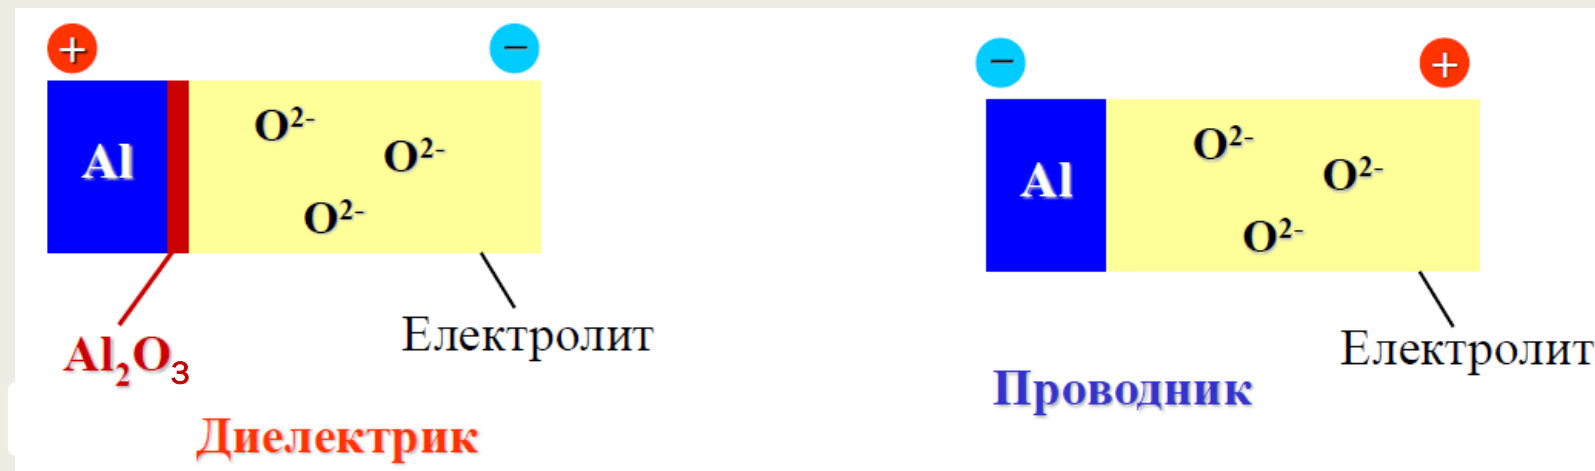 + −
Al O²⁻ O²⁻
O²⁻
Електролит
Al₂O₃
Диелектрик
− +
Al O²⁻ O²⁻
O²⁻
Електролит
Проводник